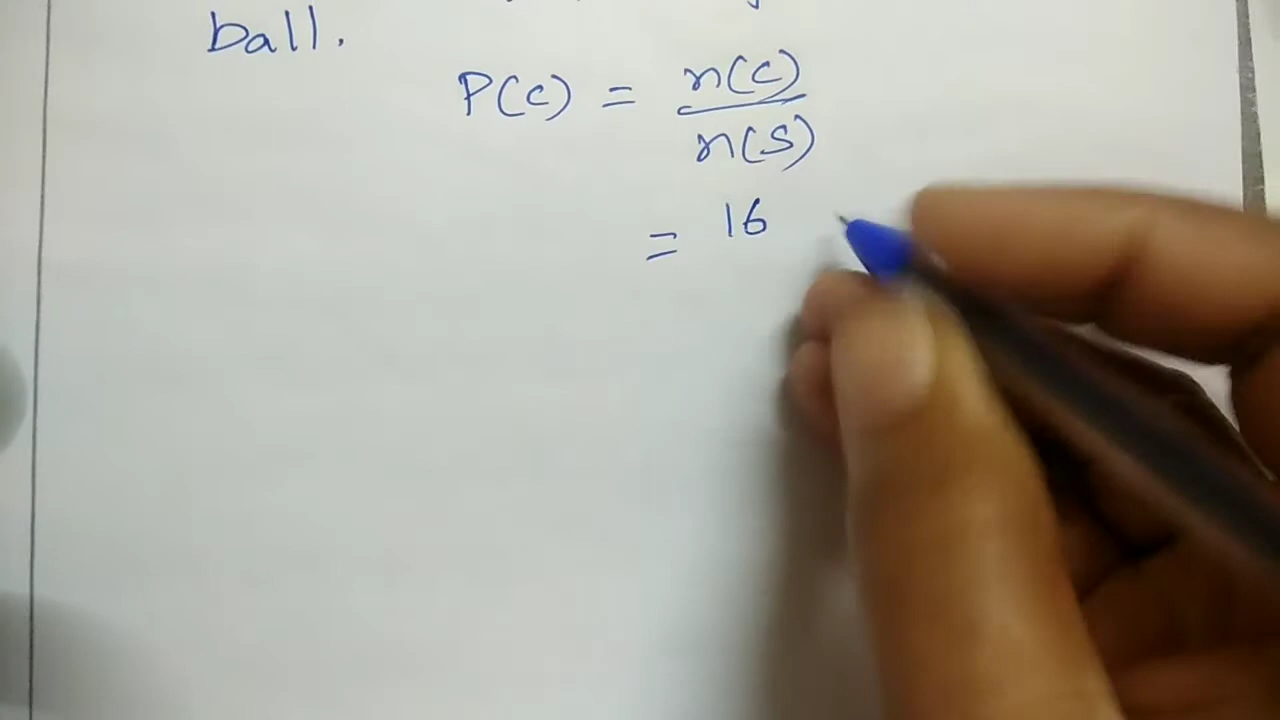 ball.
P(C) = n(C) / n(S)
= 16